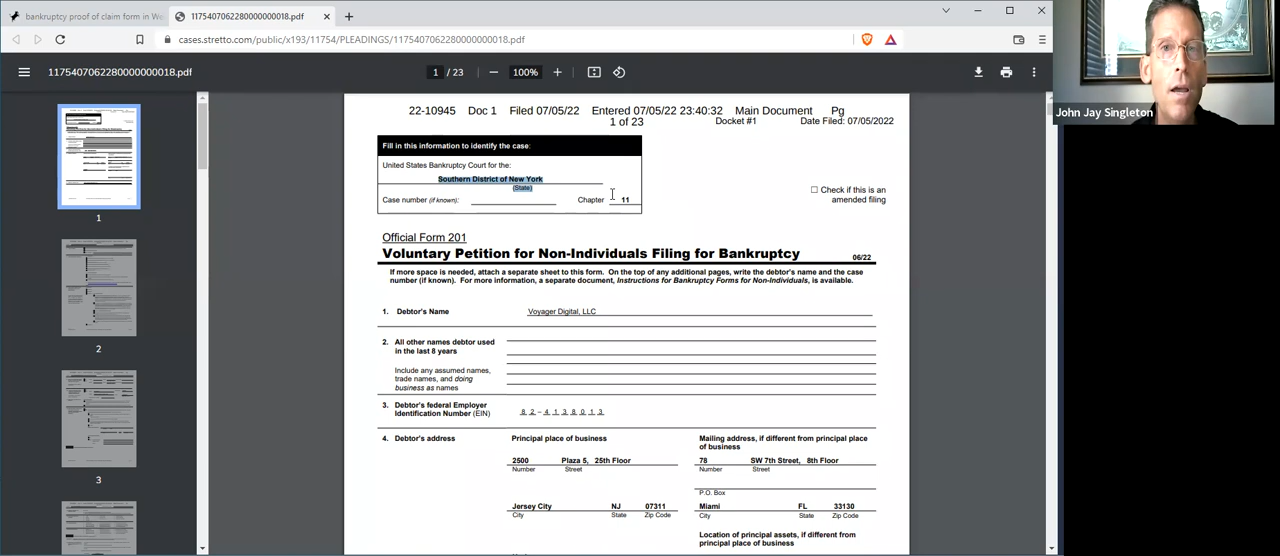 bankruptcy proof of claim form in We
1175407062280000000018.pdf
cases.stretto.com/public/x193/11754/PLEADINGS/1175407062280000000018.pdf
1175407062280000000018.pdf
1 / 23
100%
John Jay Singleton
1
2
3
22-10945 Doc 1 Filed 07/05/22 Entered 07/05/22 23:40:32 Main Document Pg
1 of 23
Docket #1 Date Filed: 07/05/2022
Fill in this information to identify the case:
United States Bankruptcy Court for the:
Southern District of New York
(State)
Case number (if known): Chapter 11
Check if this is an
amended filing
Official Form 201
Voluntary Petition for Non-Individuals Filing for Bankruptcy 06/22
If more space is needed, attach a separate sheet to this form. On the top of any additional pages, write the debtor's name and the case
number (if known). For more information, a separate document, Instructions for Bankruptcy Forms for Non-Individuals, is available.
1. Debtor's Name Voyager Digital, LLC
2. All other names debtor used
in the last 8 years
Include any assumed names,
trade names, and doing
business as names
3. Debtor's federal Employer
Identification Number (EIN) 82-4138013
4. Debtor's address Principal place of business
Mailing address, if different from principal place
of business
2500 Plaza 5, 25th Floor
Number Street
78 SW 7th Street, 8th Floor
Number Street
P.O. Box
Jersey City NJ 07311
City State Zip Code
Miami FL 33130
City State Zip Code
Location of principal assets, if different from
principal place of business